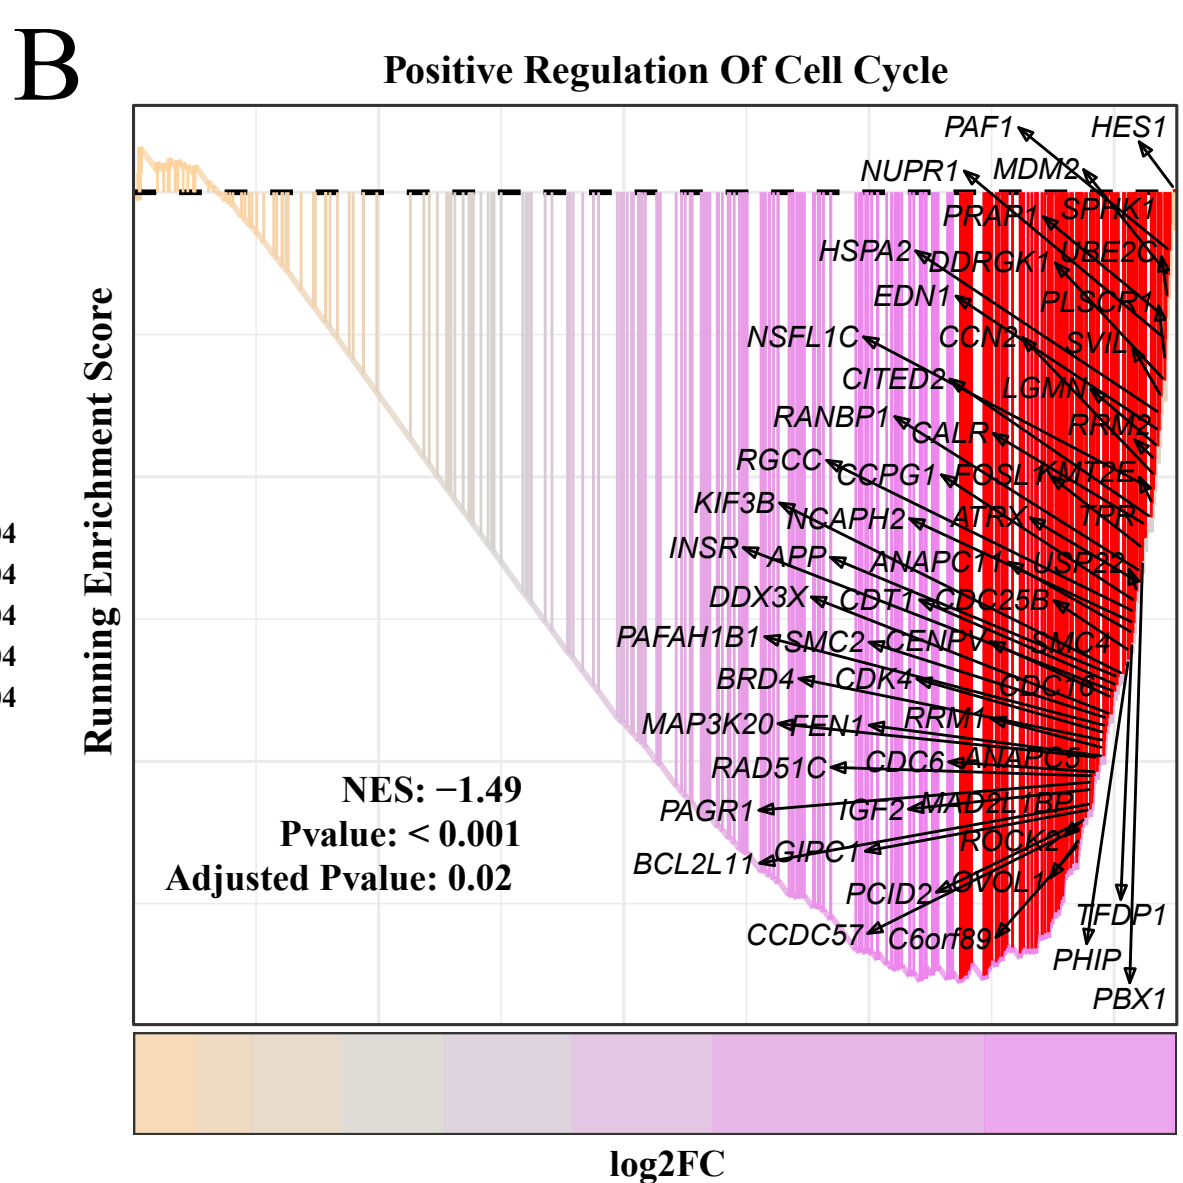 B
Positive Regulation Of Cell Cycle
PAF1 HES1
NUPR1 MDM2
PRAP1 SPHK1
HSPA2 DDRGK1 UBE2C
EDN1 PLSCR1
NSFL1C CCN2 SVIL
CITED2 LGMN
RANBP1 CALR RRM2
RGCC CCPG1 FOSL1 KMT2E
KIF3B NCAPH2 ATRX TPR
INSR APP ANAPC11 USP22
DDX3X CDT1 CDC25B
PAFAH1B1 SMC2 CENPV SMC4
BRD4 CDK4 CDC16
MAP3K20 FEN1 RRM1
RAD51C CDC6 ANAPC5
PAGR1 IGF2 MAD2L1BP
BCL2L11 GIPC1 ROCK2
PCID2 OVOL1
CCDC57 C6orf89 TFDP1
PHIP
PBX1
Running Enrichment Score
NES: −1.49
Pvalue: < 0.001
Adjusted Pvalue: 0.02
log2FC